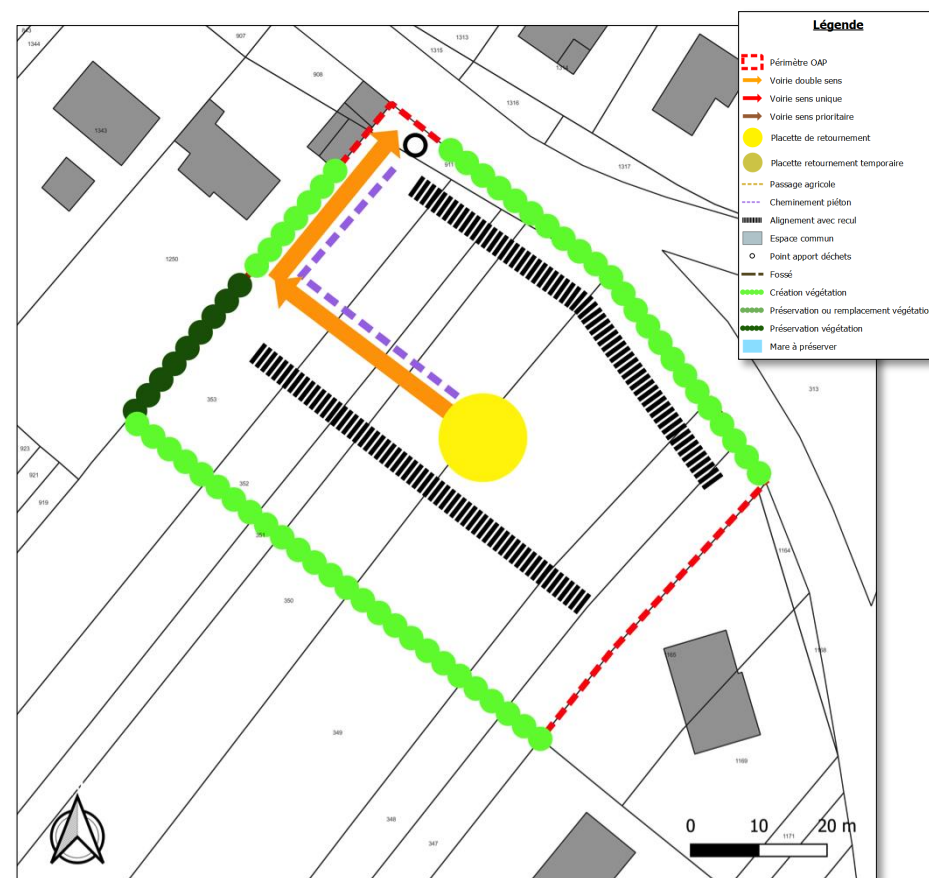 Légende
Périmètre OAP
Voirie double sens
Voirie sens unique
Voirie sens prioritaire
Placette de retournement
Placette retournement temporaire
Passage agricole
Cheminement piéton
Alignement avec recul
Espace commun
Point apport déchets
Fossé
Création végétation
Préservation ou remplacement végétatio
Préservation végétation
Mare à préserver
907
1313
1344
1315
1314
908
1316
1343
1317
911
1250
313
353
923
921
352
919
351
1164
350
1168
165
349
1169
348
347
1171
0 10 20 m